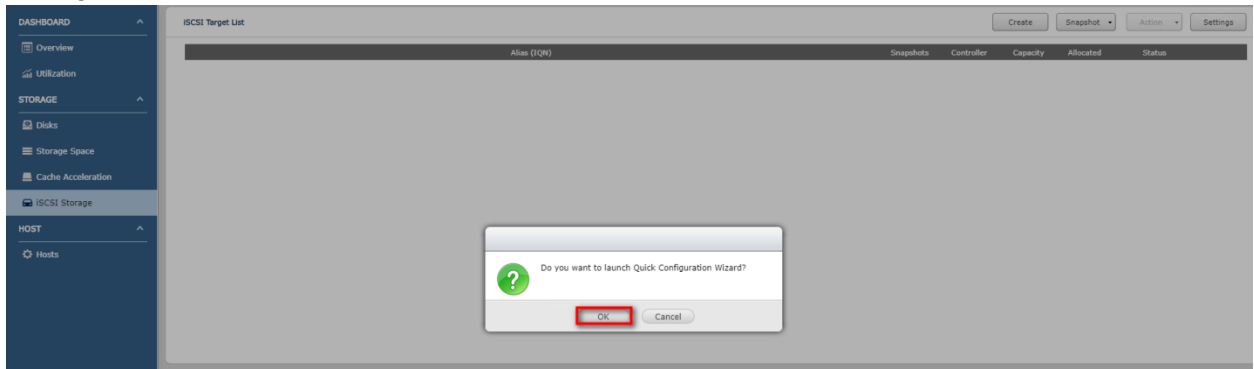 DASHBOARD
Overview
Utilization
STORAGE
Disks
Storage Space
Cache Acceleration
iSCSI Storage
HOST
Hosts
iSCSI Target List
Create Snapshot Action Settings
Alias (IQN) Snapshots Controller Capacity Allocated Status
Do you want to launch Quick Configuration Wizard?
OK Cancel